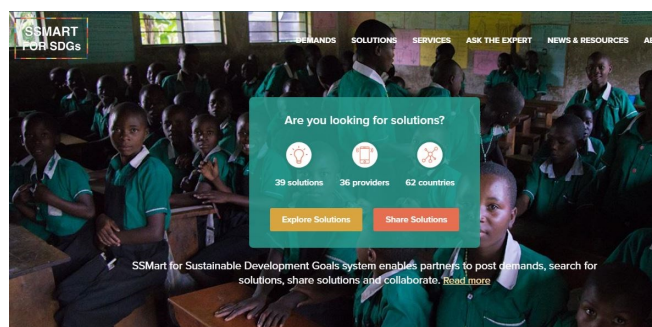 SSMART
FOR SDGs
DEMANDS SOLUTIONS SERVICES ASK THE EXPERT NEWS & RESOURCES
Are you looking for solutions?
39 solutions 36 providers 62 countries
Explore Solutions Share Solutions
SSMart for Sustainable Development Goals system enables partners to post demands, search for
solutions, share solutions and collaborate. Read more